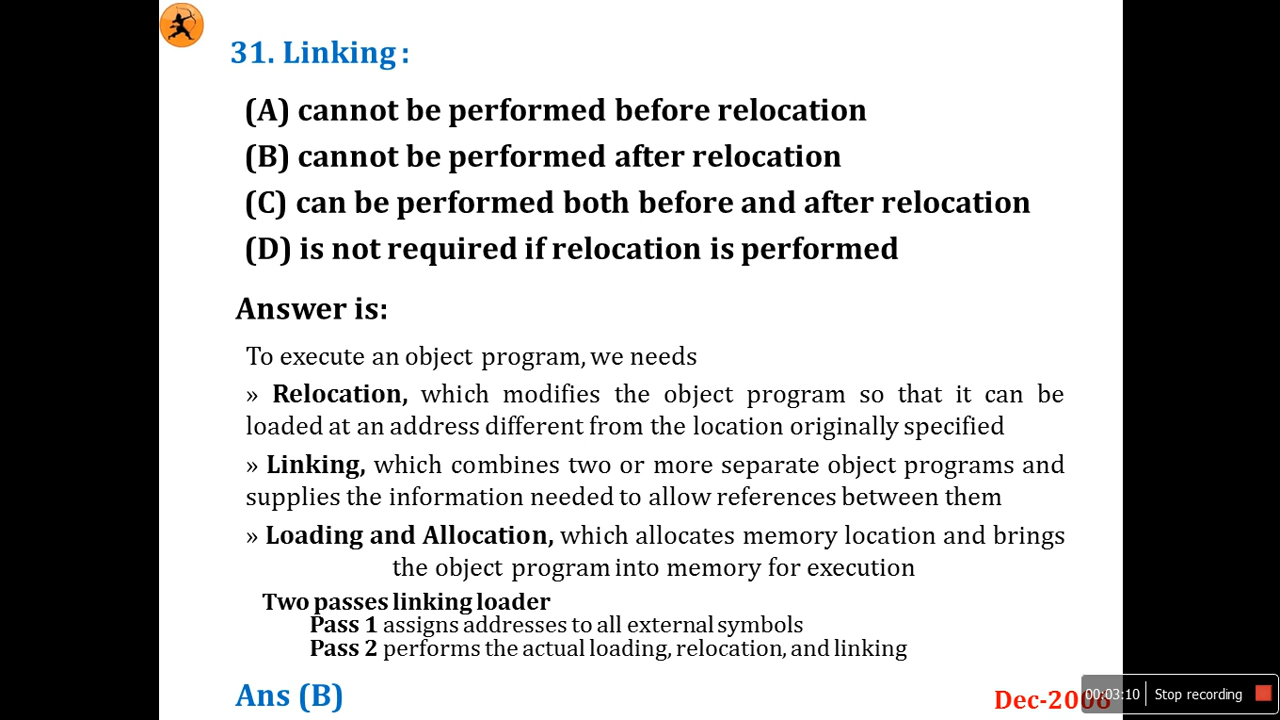 31. Linking :
(A) cannot be performed before relocation
(B) cannot be performed after relocation
(C) can be performed both before and after relocation
(D) is not required if relocation is performed
Answer is:
To execute an object program, we needs
» Relocation, which modifies the object program so that it can be
loaded at an address different from the location originally specified
» Linking, which combines two or more separate object programs and
supplies the information needed to allow references between them
» Loading and Allocation, which allocates memory location and brings
the object program into memory for execution
Two passes linking loader
Pass 1 assigns addresses to all external symbols
Pass 2 performs the actual loading, relocation, and linking
Ans (B)
00:03:10 Stop recording